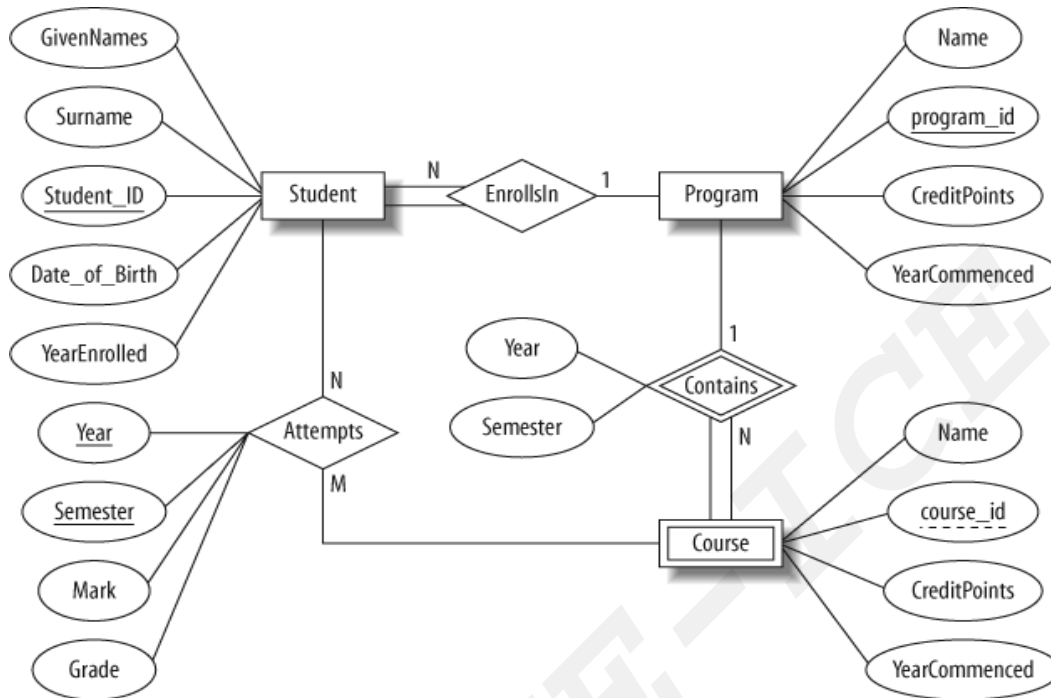 GivenNames
Surname
Student_ID
Date_of_Birth
YearEnrolled
Student
N
EnrollsIn
1
Program
Name
program_id
CreditPoints
YearCommenced
Year
Semester
1
Contains
N
Year
Semester
Mark
Grade
N
Attempts
M
Course
Name
course_id
CreditPoints
YearCommenced